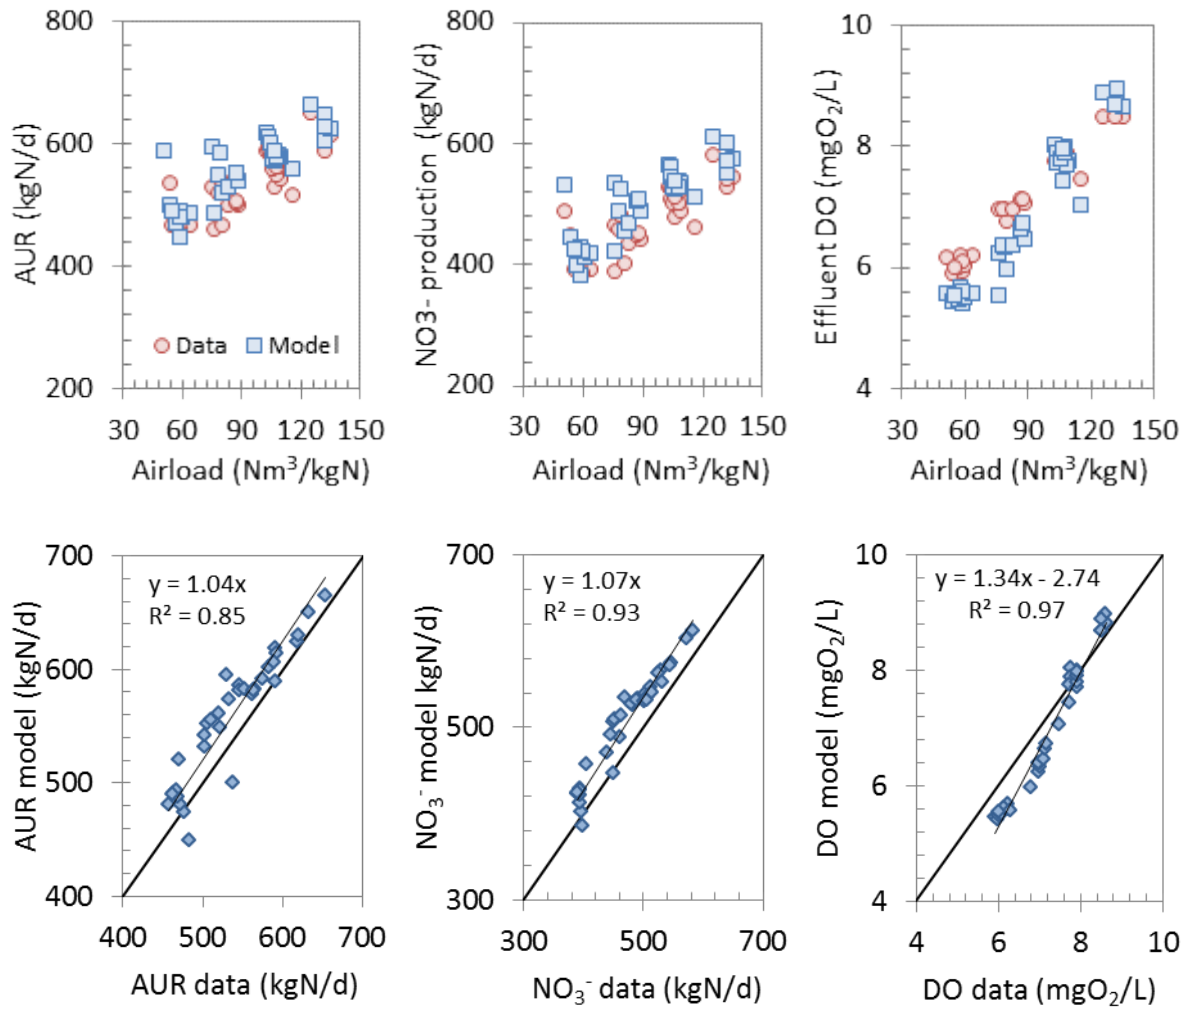 AUR (kgN/d)
800
600
400
200
Data
Model
30 60 90 120 150
Airload (Nm³/kgN)
NO3- production (kgN/d)
800
600
400
200
30 60 90 120 150
Airload (Nm³/kgN)
Effluent DO (mgO₂/L)
10
8
6
4
30 60 90 120 150
Airload (Nm³/kgN)
AUR model (kgN/d)
700
600
500
400
y = 1.04x
R² = 0.85
400 500 600 700
AUR data (kgN/d)
NO₃⁻ model kgN/d)
700
500
300
y = 1.07x
R² = 0.93
300 500 700
NO₃⁻ data (kgN/d)
DO model (mgO₂/L)
10
8
6
4
y = 1.34x - 2.74
R² = 0.97
4 6 8 10
DO data (mgO₂/L)